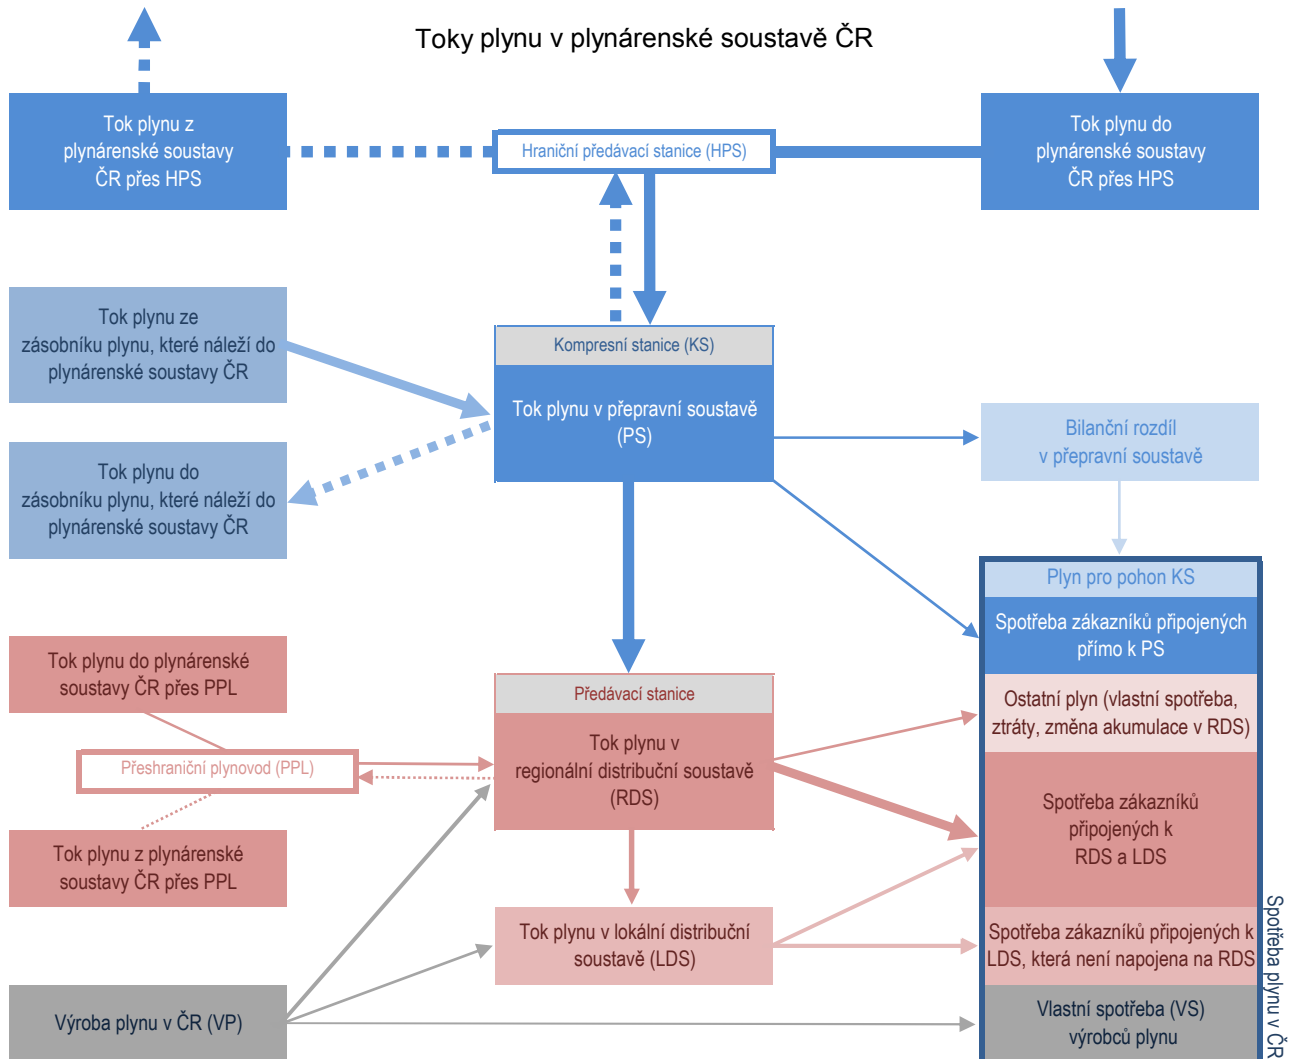 Toky plynu v plynárenské soustavě ČR
Tok plynu z
plynárenské soustavy
ČR přes HPS
Hraniční předávací stanice (HPS)
Tok plynu do
plynárenské soustavy
ČR přes HPS
Tok plynu ze
zásobníku plynu, které náleží do
plynárenské soustavy ČR
Kompresní stanice (KS)
Tok plynu v přepravní soustavě
(PS)
Bilanční rozdíl
v přepravní soustavě
Tok plynu do
zásobníku plynu, které náleží do
plynárenské soustavy ČR
Plyn pro pohon KS
Spotřeba zákazníků připojených
přímo k PS
Tok plynu do plynárenské
soustavy ČR přes PPL
Předávací stanice
Ostatní plyn (vlastní spotřeba,
ztráty, změna akumulace v RDS)
Přeshraniční plynovod (PPL)
Tok plynu v
regionální distribuční soustavě
(RDS)
Spotřeba zákazníků
připojených k
RDS a LDS
Tok plynu z plynárenské
soustavy ČR přes PPL
Tok plynu v lokální distribuční
soustavě (LDS)
Spotřeba zákazníků připojených k
LDS, která není napojena na RDS
Výroba plynu v ČR (VP)
Vlastní spotřeba (VS)
výrobců plynu
Spotřeba plynu v ČR